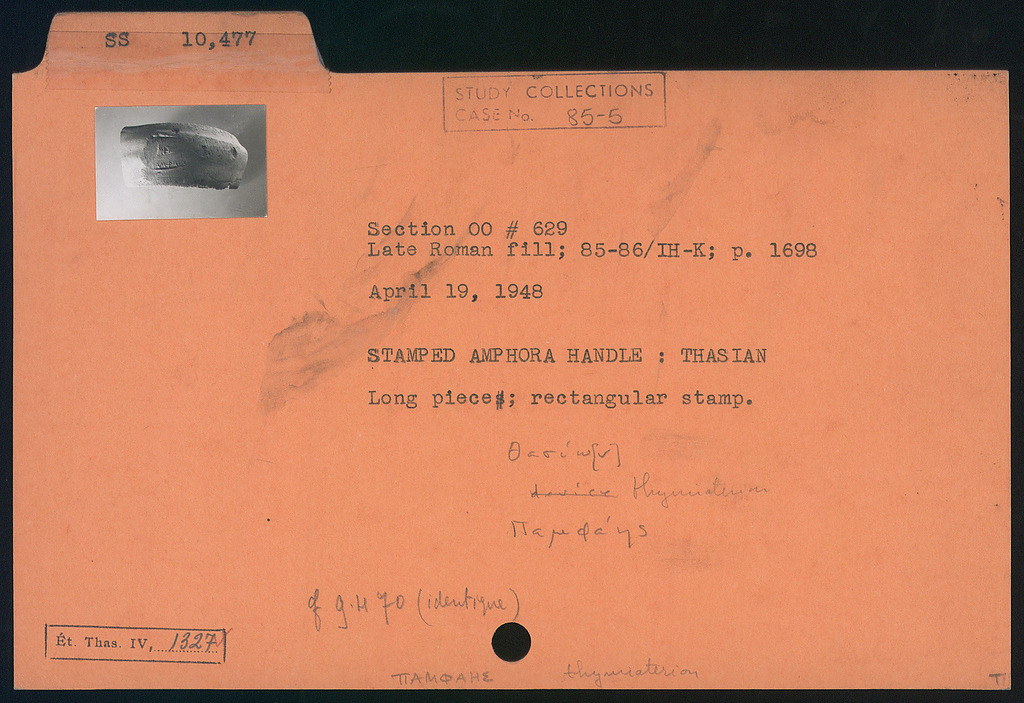 SS 10,477
STUDY COLLECTIONS
CASE No. 85-5
Section OO # 629
Late Roman fill; 85-86/IH-K; p. 1698
April 19, 1948
STAMPED AMPHORA HANDLE : THASIAN
Long piece; rectangular stamp.
Θασίω[ν]
thymiaterion
Παμφάης
cf 9.H 70 (identique)
Ét. Thas. IV, 1327
ΠΑΜΦΑΗΣ thymiaterion